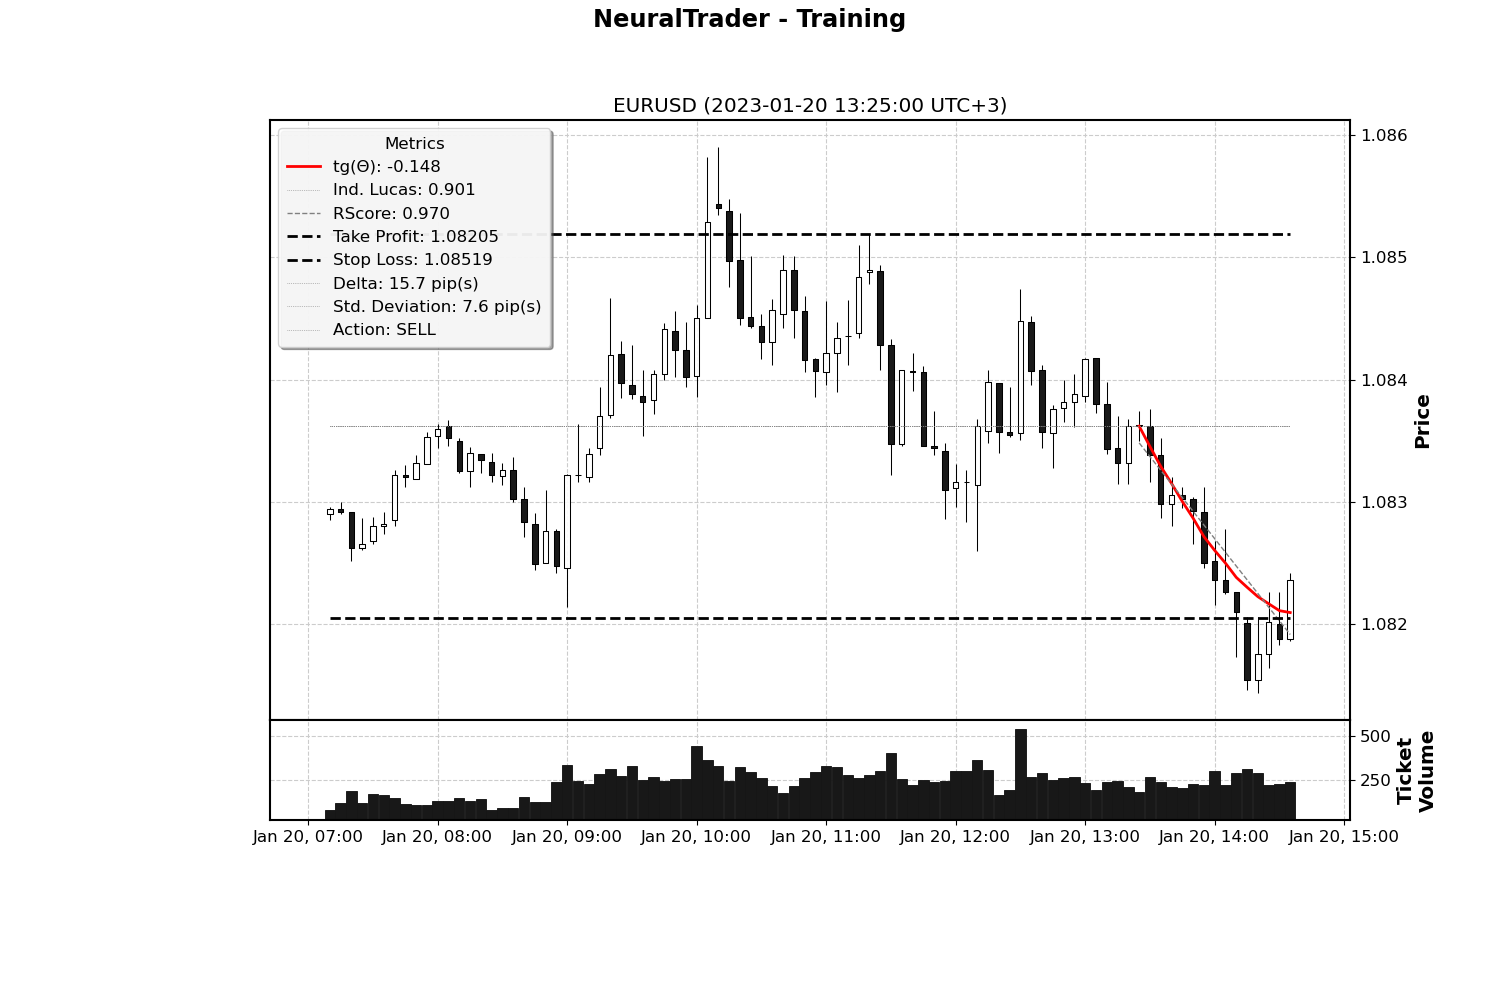 NeuralTrader - Training
EURUSD (2023-01-20 13:25:00 UTC+3)
Metrics
tg(Θ): -0.148
Ind. Lucas: 0.901
RScore: 0.970
Take Profit: 1.08205
Stop Loss: 1.08519
Delta: 15.7 pip(s)
Std. Deviation: 7.6 pip(s)
Action: SELL
1.086
1.085
1.084
1.083
1.082
Price
500
250
Ticket
Volume
Jan 20, 07:00
Jan 20, 08:00
Jan 20, 09:00
Jan 20, 10:00
Jan 20, 11:00
Jan 20, 12:00
Jan 20, 13:00
Jan 20, 14:00
Jan 20, 15:00